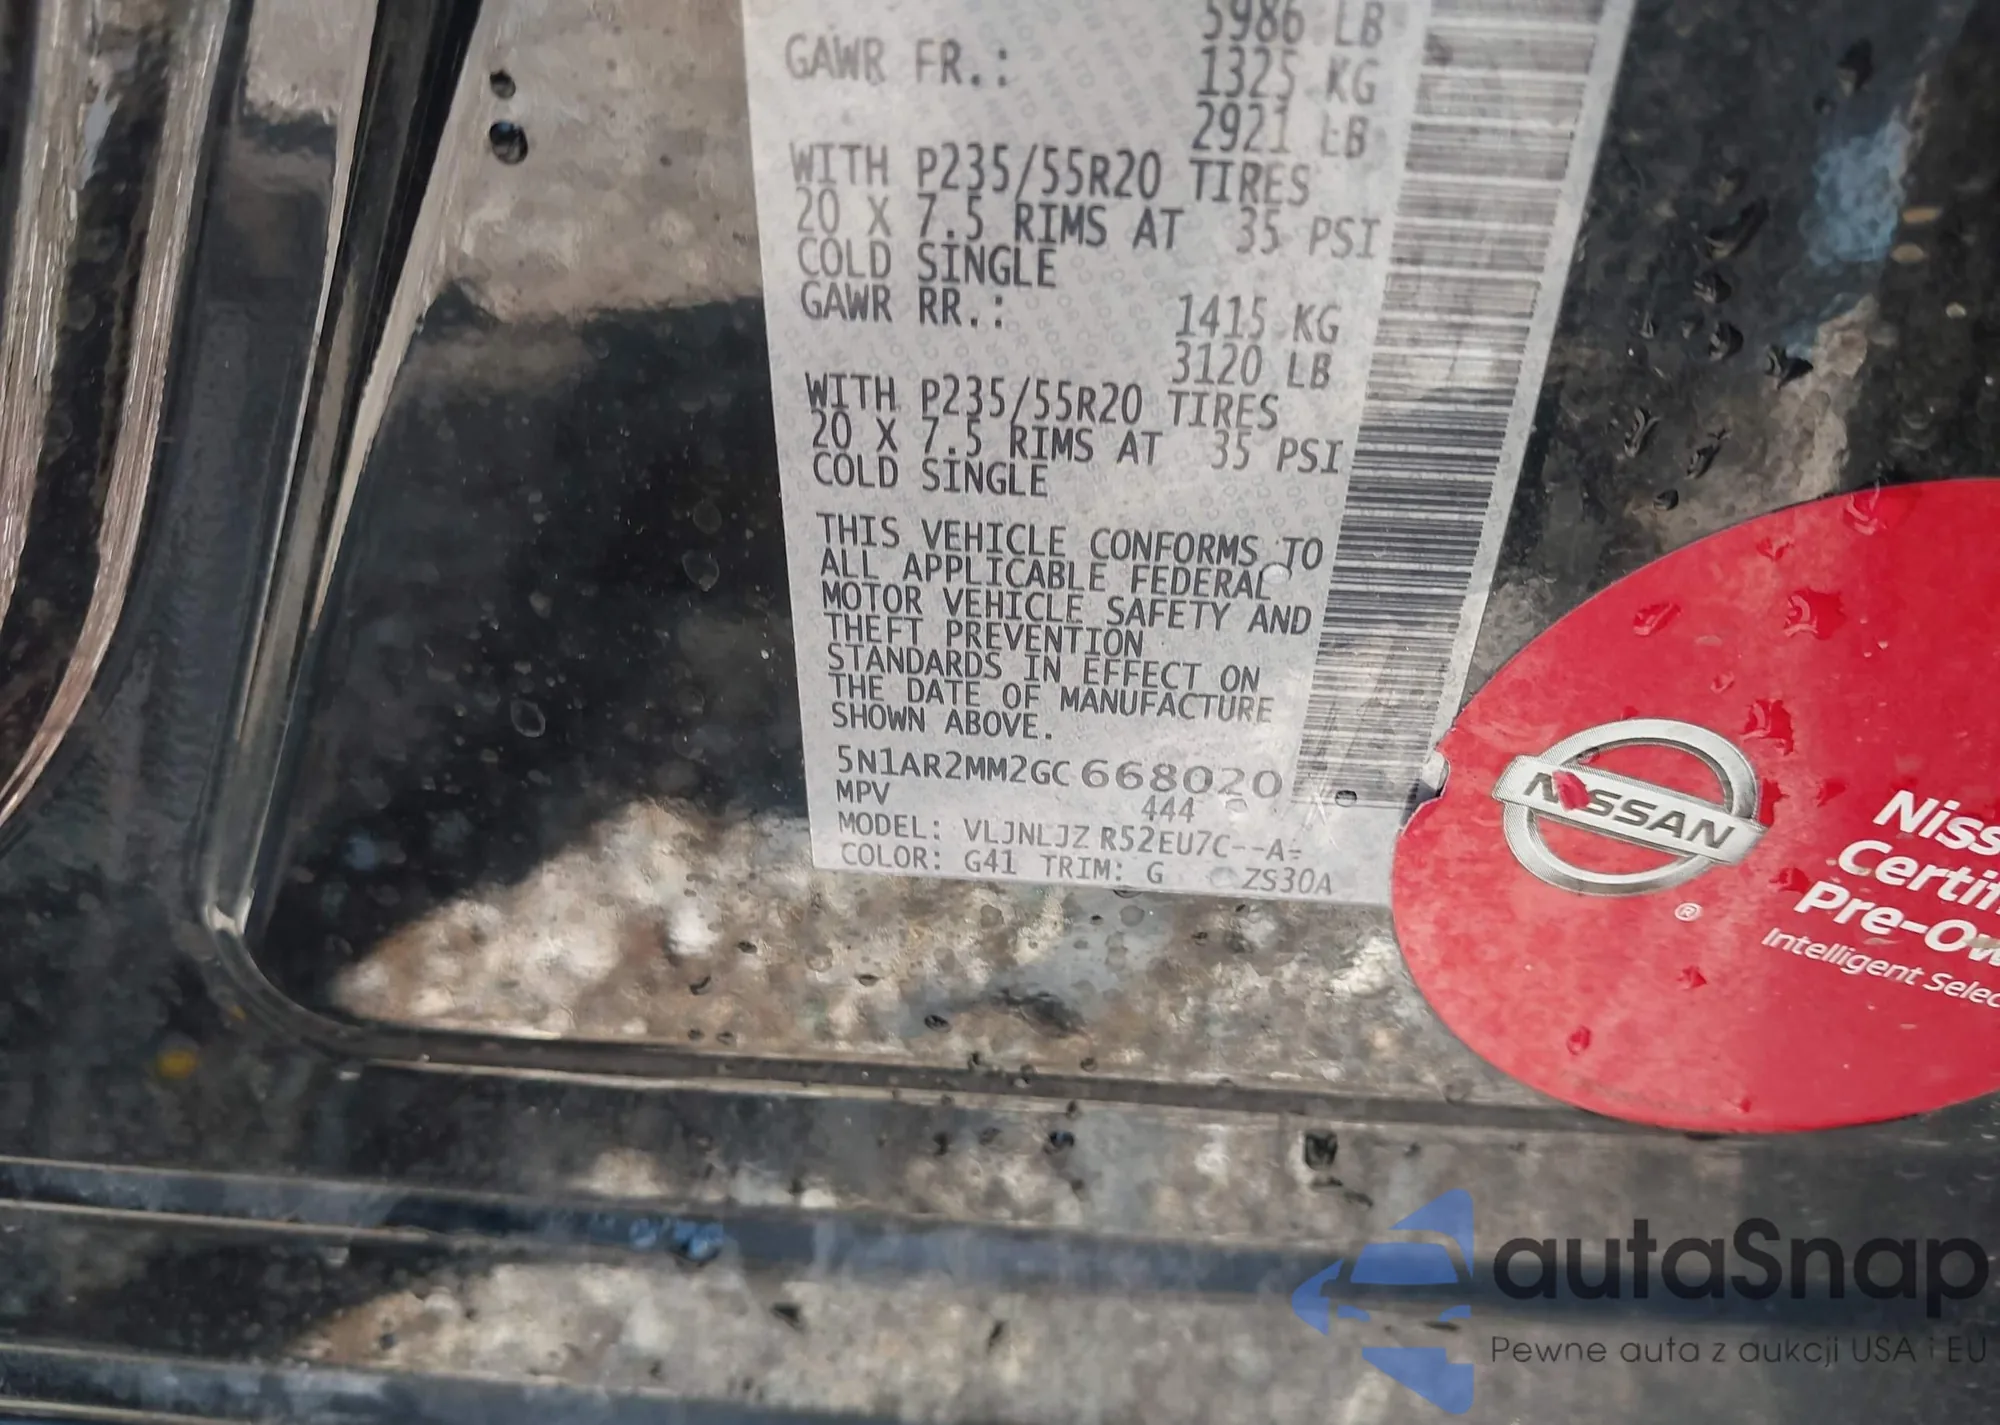 5986 LB
GAWR FR.: 1325 KG
2921 LB
WITH P235/55R20 TIRES
20 X 7.5 RIMS AT 35 PSI
COLD SINGLE
GAWR RR.: 1415 KG
3120 LB
WITH P235/55R20 TIRES
20 X 7.5 RIMS AT 35 PSI
COLD SINGLE
THIS VEHICLE CONFORMS TO
ALL APPLICABLE FEDERAL
MOTOR VEHICLE SAFETY AND
THEFT PREVENTION
STANDARDS IN EFFECT ON
THE DATE OF MANUFACTURE
SHOWN ABOVE.
5N1AR2MM2GC668020
MPV 444
MODEL: VLJNLJZ R52EU7C--A-
COLOR: G41 TRIM: G ZS30A
NISSAN
®
Niss
Certif
Pre-Ow
Intelligent Selec
autaSnap
Pewne auta z aukcji USA i EU